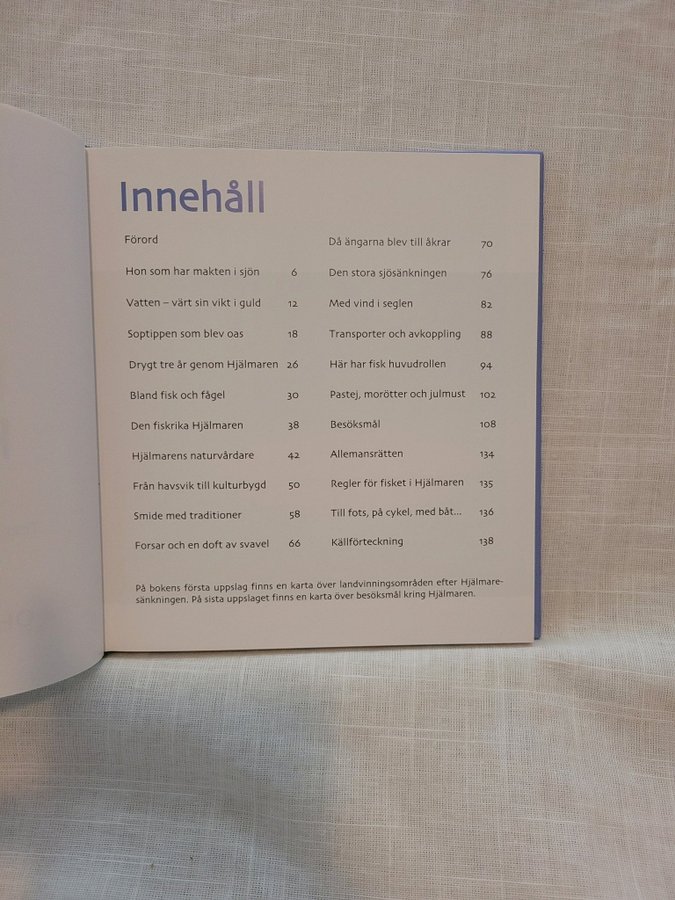 Innehåll
Förord
Hon som har makten i sjön 6
Vatten – värt sin vikt i guld 12
Soptippen som blev oas 18
Drygt tre år genom Hjälmaren 26
Bland fisk och fågel 30
Den fiskrika Hjälmaren 38
Hjälmarens naturvårdare 42
Från havsvik till kulturbygd 50
Smide med traditioner 58
Forsar och en doft av svavel 66
Då ängarna blev till åkrar 70
Den stora sjösänkningen 76
Med vind i seglen 82
Transporter och avkoppling 88
Här har fisk huvudrollen 94
Pastej, morötter och julmust 102
Besöksmål 108
Allemansrätten 134
Regler för fisket i Hjälmaren 135
Till fots, på cykel, med båt... 136
Källförteckning 138
På bokens första uppslag finns en karta över landvinningsområden efter Hjälmare-
sänkningen. På sista uppslaget finns en karta över besöksmål kring Hjälmaren.